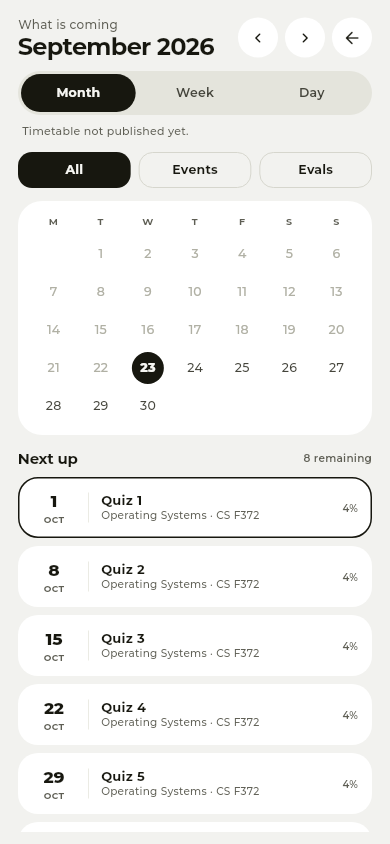 What is coming
September 2026
Month Week Day
Timetable not published yet.
All Events Evals
M T W T F S S
1 2 3 4 5 6
7 8 9 10 11 12 13
14 15 16 17 18 19 20
21 22 23 24 25 26 27
28 29 30
Next up 8 remaining
1 OCT
Quiz 1
Operating Systems · CS F372
4%
8 OCT
Quiz 2
Operating Systems · CS F372
4%
15 OCT
Quiz 3
Operating Systems · CS F372
4%
22 OCT
Quiz 4
Operating Systems · CS F372
4%
29 OCT
Quiz 5
Operating Systems · CS F372
4%